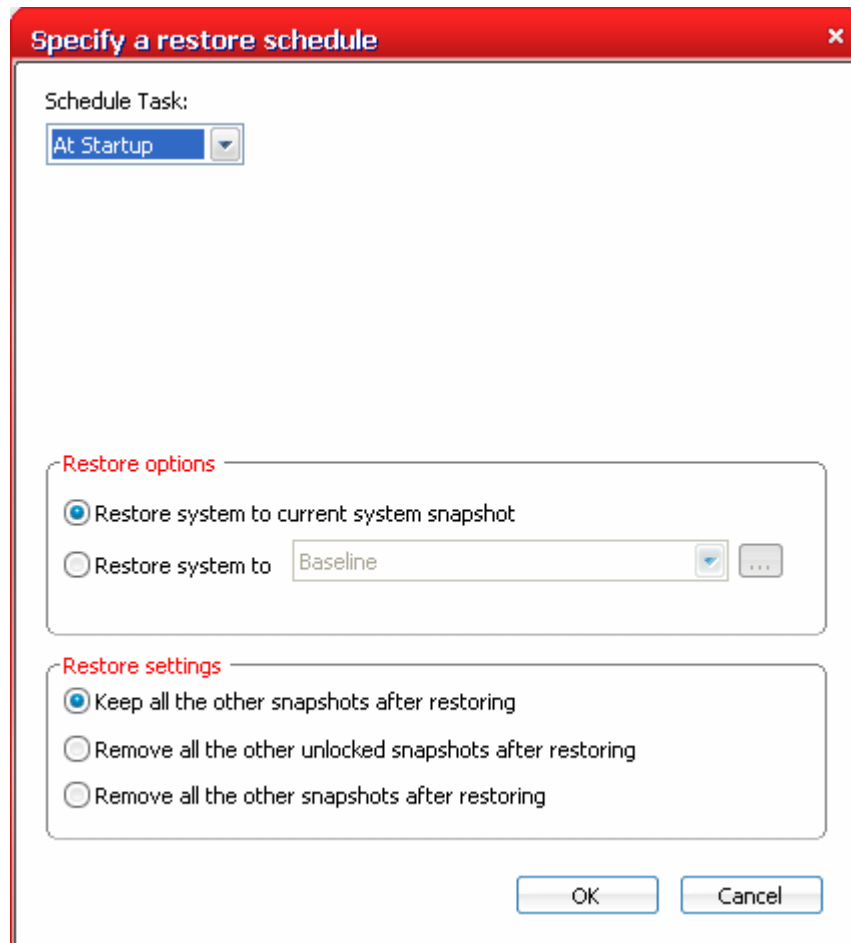 Specify a restore schedule
Schedule Task:
At Startup
Restore options
Restore system to current system snapshot
Restore system to Baseline ...
Restore settings
Keep all the other snapshots after restoring
Remove all the other unlocked snapshots after restoring
Remove all the other snapshots after restoring
OK Cancel